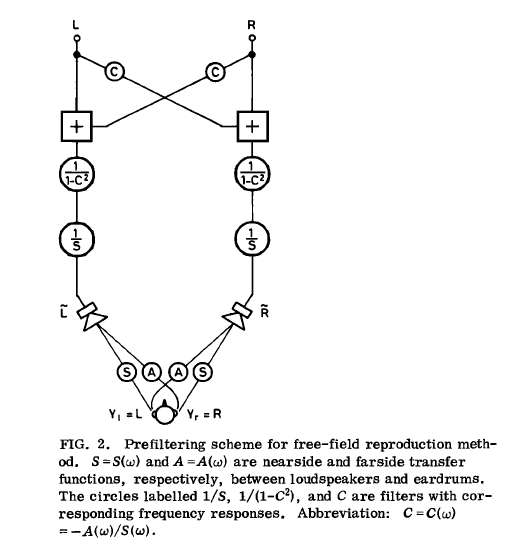 L R
C C
+ +
1/1-C² 1/1-C²
1/S 1/S
L̃ R̃
S A A S
Yₗ = L Yᵣ = R
FIG. 2. Prefiltering scheme for free-field reproduction meth-
od. S = S(ω) and A = A(ω) are nearside and farside transfer
functions, respectively, between loudspeakers and eardrums.
The circles labelled 1/S, 1/(1-C²), and C are filters with cor-
responding frequency responses. Abbreviation: C = C(ω)
= -A(ω)/S(ω).